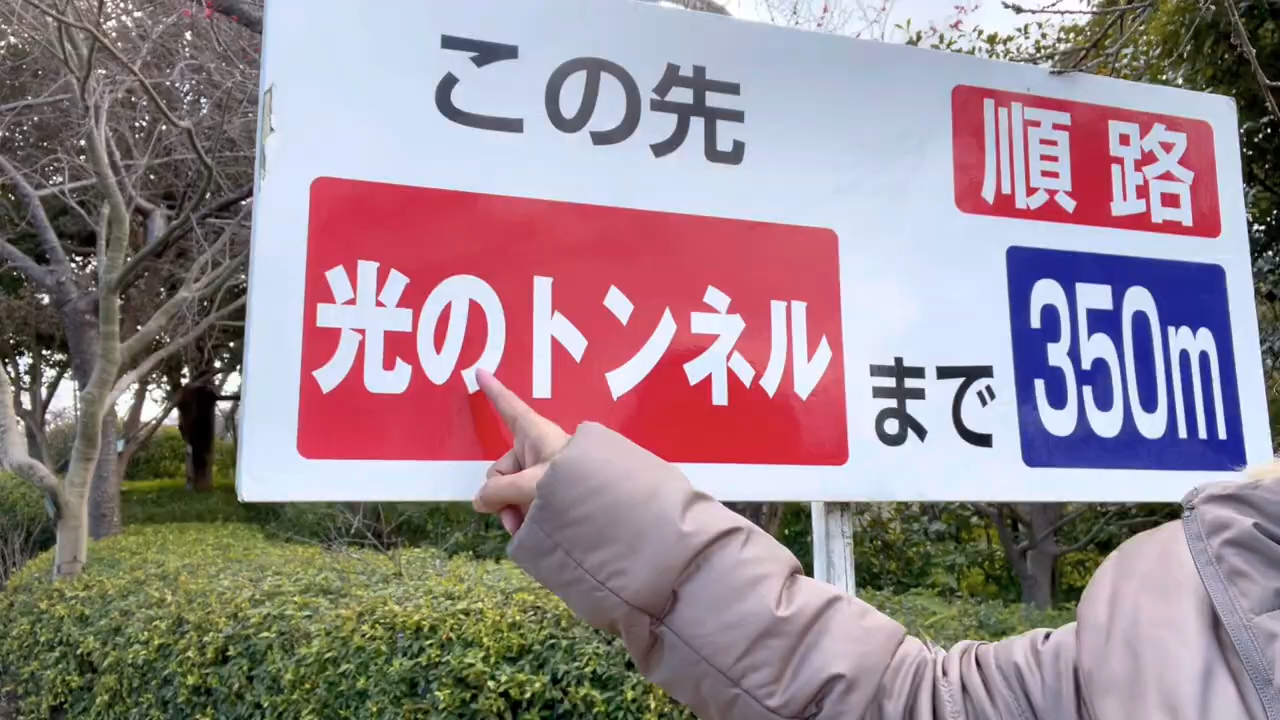 この先
順路
光のトンネル
まで
350m